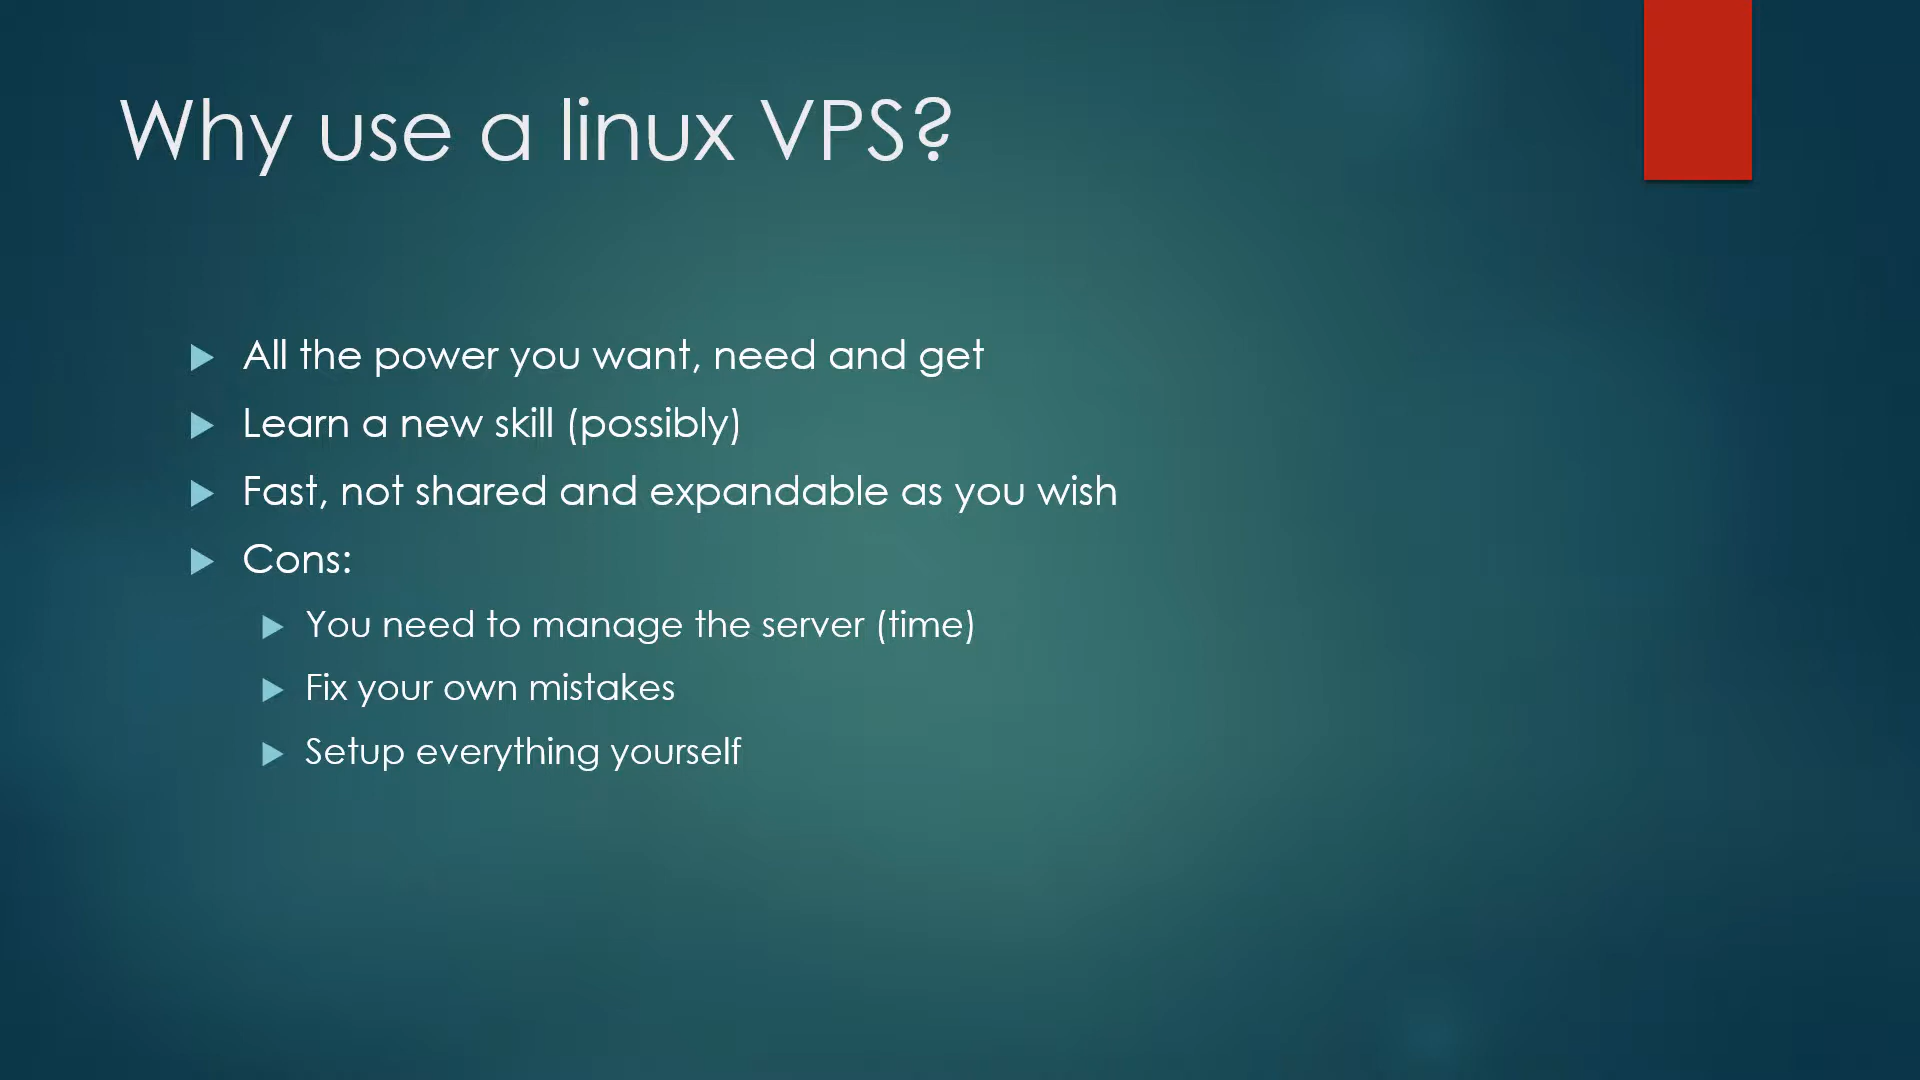 Why use a linux VPS?
All the power you want, need and get
Learn a new skill (possibly)
Fast, not shared and expandable as you wish
Cons:
You need to manage the server (time)
Fix your own mistakes
Setup everything yourself